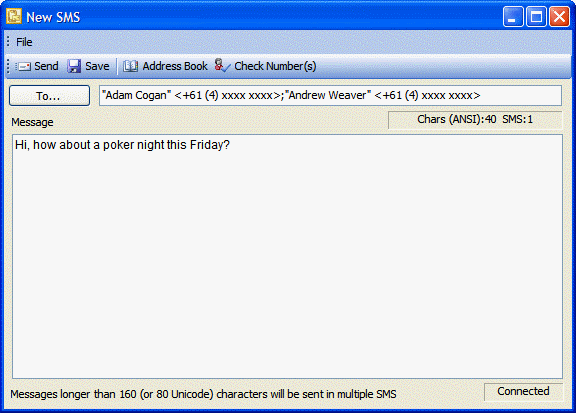 New SMS
File
Send Save Address Book Check Number(s)
To... "Adam Cogan" <+61 (4) xxxx xxxx>;"Andrew Weaver" <+61 (4) xxxx xxxx>
Message Chars (ANSI):40 SMS:1
Hi, how about a poker night this Friday?
Messages longer than 160 (or 80 Unicode) characters will be sent in multiple SMS Connected